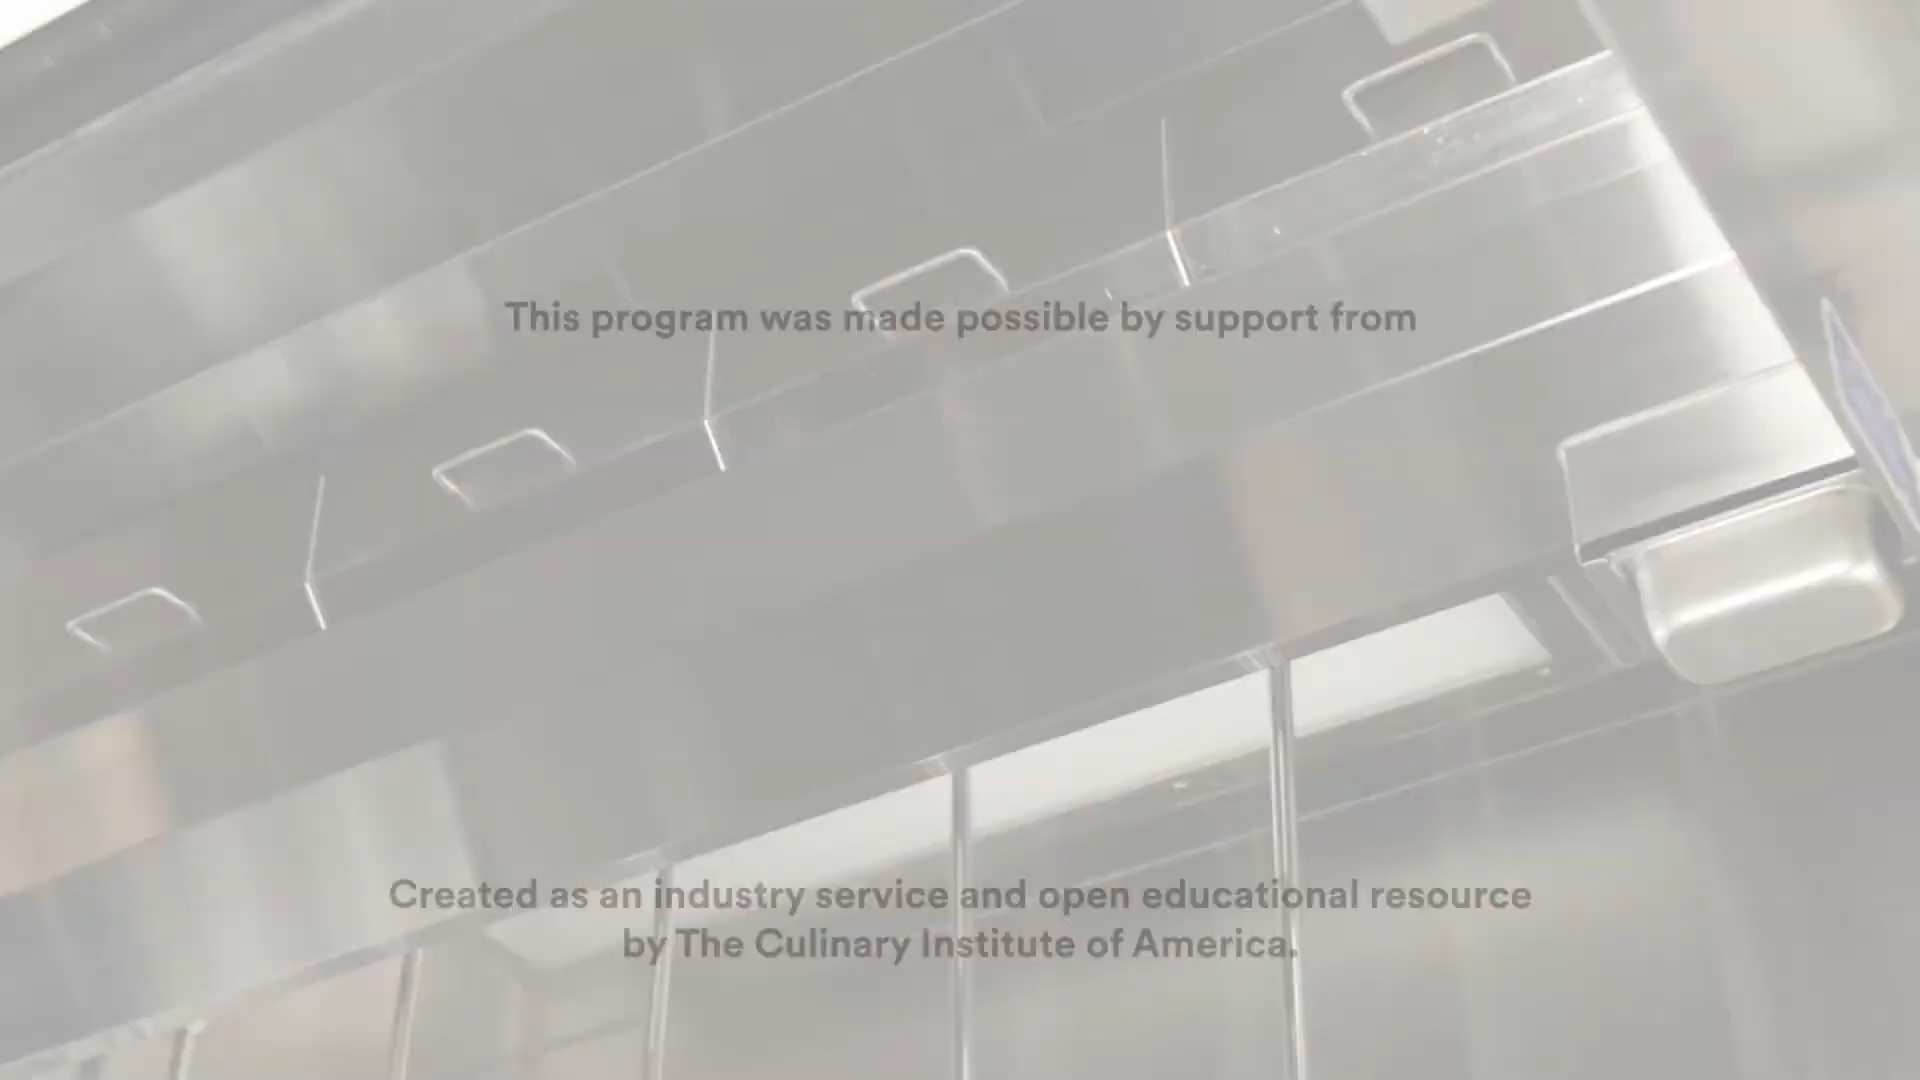 This program was made possible by support from
Created as an industry service and open educational resource
by The Culinary Institute of America.